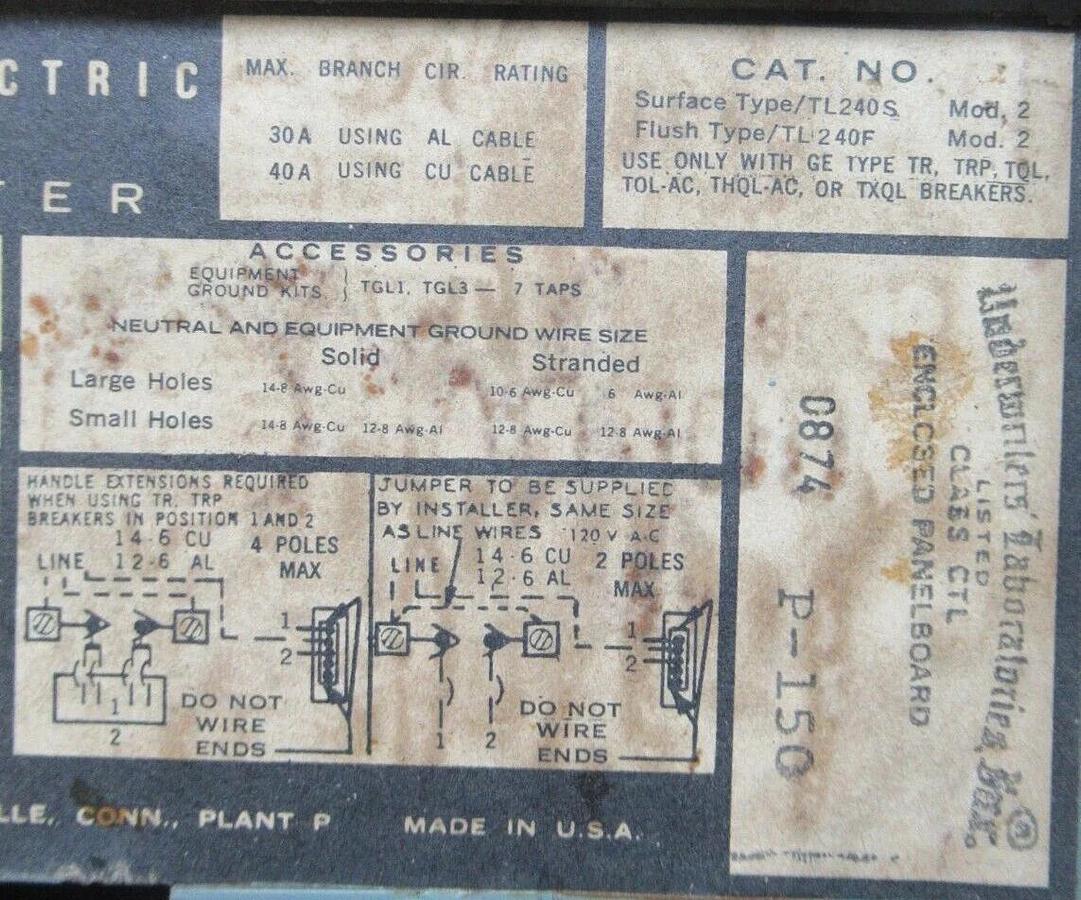 CTRIC
TER
MAX. BRANCH CIR. RATING
30A USING AL CABLE
40A USING CU CABLE
CAT. NO.
Surface Type/TL240S Mod. 2
Flush Type/TL240F Mod. 2
USE ONLY WITH GE TYPE TR, TRP, TQL,
TQL-AC, THQL-AC, OR TXQL BREAKERS.
ACCESSORIES
EQUIPMENT
GROUND KITS } TGL1, TGL3 — 7 TAPS
NEUTRAL AND EQUIPMENT GROUND WIRE SIZE
Solid Stranded
Large Holes 14-8 Awg-Cu 10-6 Awg-Cu 6 Awg-Al
Small Holes 14-8 Awg-Cu 12-8 Awg-Al 12-8 Awg-Cu 12-8 Awg-Al
HANDLE EXTENSIONS REQUIRED
WHEN USING TR, TRP
BREAKERS IN POSITION 1 AND 2
14-6 CU 4 POLES
LINE 12-6 AL MAX
1
2
1
2
DO NOT
WIRE
ENDS
JUMPER TO BE SUPPLIED
BY INSTALLER, SAME SIZE
AS LINE WIRES 120 V A.C
LINE 14-6 CU 2 POLES
12-6 AL MAX
1
2
1 2
DO NOT
WIRE
ENDS
Underwriters' Laboratories, Inc. ®
LISTED
CLASS CTL
ENCLOSED PANELBOARD
0874
P-150
LLE, CONN., PLANT P MADE IN U.S.A.